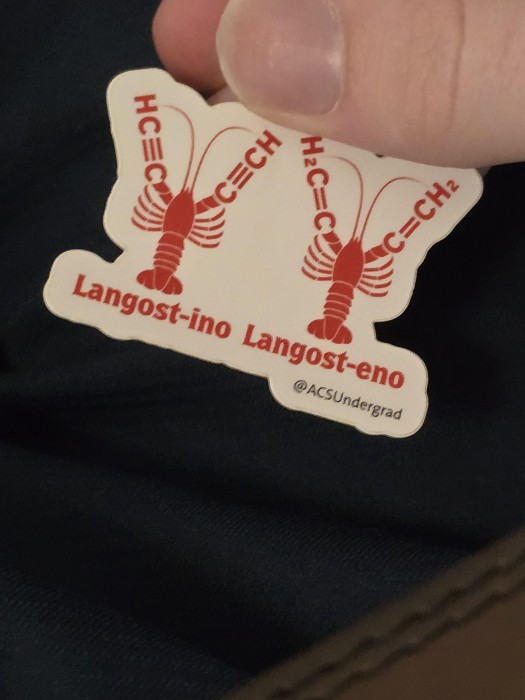 HC≡C
C≡CH
H₂C=C
C=CH₂
Langost-ino
Langost-eno
@ACSUndergrad